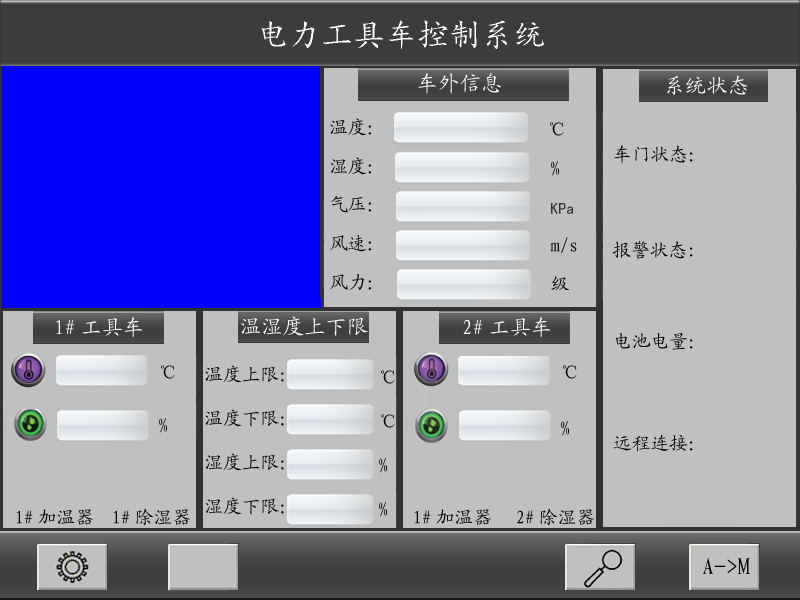 电力工具车控制系统
车外信息
温度: ℃
湿度: %
气压: KPa
风速: m/s
风力: 级
系统状态
车门状态:
报警状态:
电池电量:
远程连接:
1# 工具车
℃
%
1# 加温器 1# 除湿器
温湿度上下限
温度上限: ℃
温度下限: ℃
湿度上限: %
湿度下限: %
2# 工具车
℃
%
1# 加温器 2# 除湿器
A->M